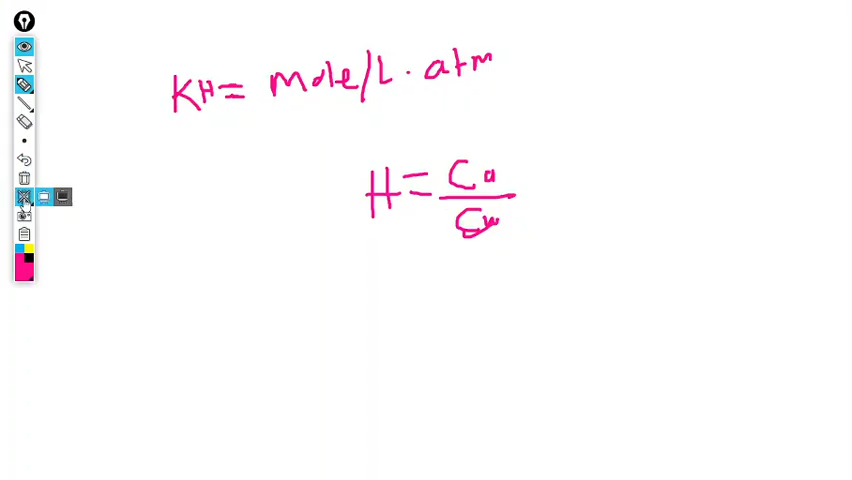 KH = mole/L . atm
H = Ca / Cw